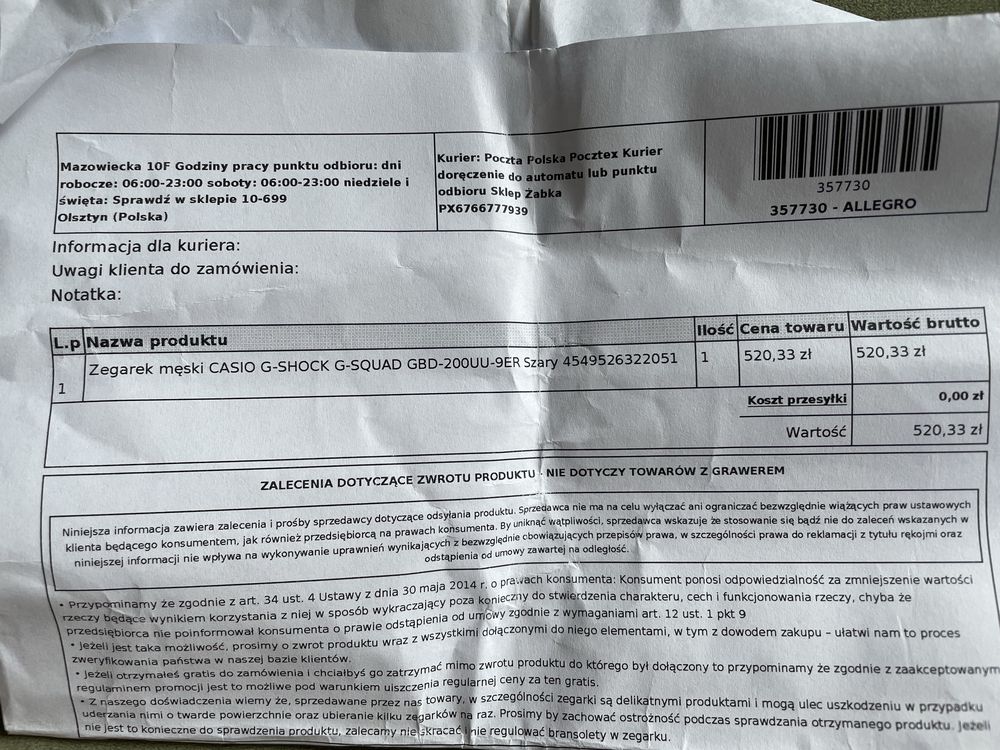 Mazowiecka 10F Godziny pracy punktu odbioru: dni
robocze: 06:00-23:00 soboty: 06:00-23:00 niedziele i
święta: Sprawdź w sklepie 10-699
Olsztyn (Polska)
Kurier: Poczta Polska Pocztex Kurier
doręczenie do automatu lub punktu
odbioru Sklep Żabka
PX6766777939
357730
357730 - ALLEGRO
Informacja dla kuriera:
Uwagi klienta do zamówienia:
Notatka:
L.p Nazwa produktu Ilość Cena towaru Wartość brutto
1 Zegarek męski CASIO G-SHOCK G-SQUAD GBD-200UU-9ER Szary 4549526322051 1 520,33 zł 520,33 zł
Koszt przesyłki 0,00 zł
Wartość 520,33 zł
ZALECENIA DOTYCZĄCE ZWROTU PRODUKTU - NIE DOTYCZY TOWARÓW Z GRAWEREM
Niniejsza informacja zawiera zalecenia i prośby sprzedawcy dotyczące odsyłania produktu. Sprzedawca nie ma na celu wyłączać ani ograniczać bezwzględnie wiążących praw ustawowych
klienta będącego konsumentem, jak również przedsiębiorcą na prawach konsumenta. By uniknąć wątpliwości, sprzedawca wskazuje że stosowanie się bądź nie do zaleceń wskazanych w
niniejszej informacji nie wpływa na wykonywanie uprawnień wynikających z bezwzględnie obowiązujących przepisów prawa, w szczególności prawa do reklamacji z tytułu rękojmi oraz
odstąpienia od umowy zawartej na odległość.
• Przypominamy że zgodnie z art. 34 ust. 4 Ustawy z dnia 30 maja 2014 r. o prawach konsumenta: Konsument ponosi odpowiedzialność za zmniejszenie wartości
rzeczy będące wynikiem korzystania z niej w sposób wykraczający poza konieczny do stwierdzenia charakteru, cech i funkcjonowania rzeczy, chyba że
przedsiębiorca nie poinformował konsumenta o prawie odstąpienia od umowy zgodnie z wymaganiami art. 12 ust. 1 pkt 9
• Jeżeli jest taka możliwość, prosimy o zwrot produktu wraz z wszystkimi dołączonymi do niego elementami, w tym z dowodem zakupu – ułatwi nam to proces
zweryfikowania państwa w naszej bazie klientów.
• Jeżeli otrzymałeś gratis do zamówienia i chciałbyś go zatrzymać mimo zwrotu produktu do którego był dołączony to przypominamy że zgodnie z zaakceptowanym
regulaminem promocji jest to możliwe pod warunkiem uiszczenia regularnej ceny za ten gratis.
• Z naszego doświadczenia wiemy że, sprzedawane przez nas towary, w szczególności zegarki są delikatnymi produktami i mogą ulec uszkodzeniu w przypadku
uderzania nimi o twarde powierzchnie oraz ubieranie kilku zegarków na raz. Prosimy by zachować ostrożność podczas sprawdzania otrzymanego produktu. Jeżeli
nie jest to konieczne do sprawdzenia produktu, zalecamy nie skracać i nie regulować bransolety w zegarku.